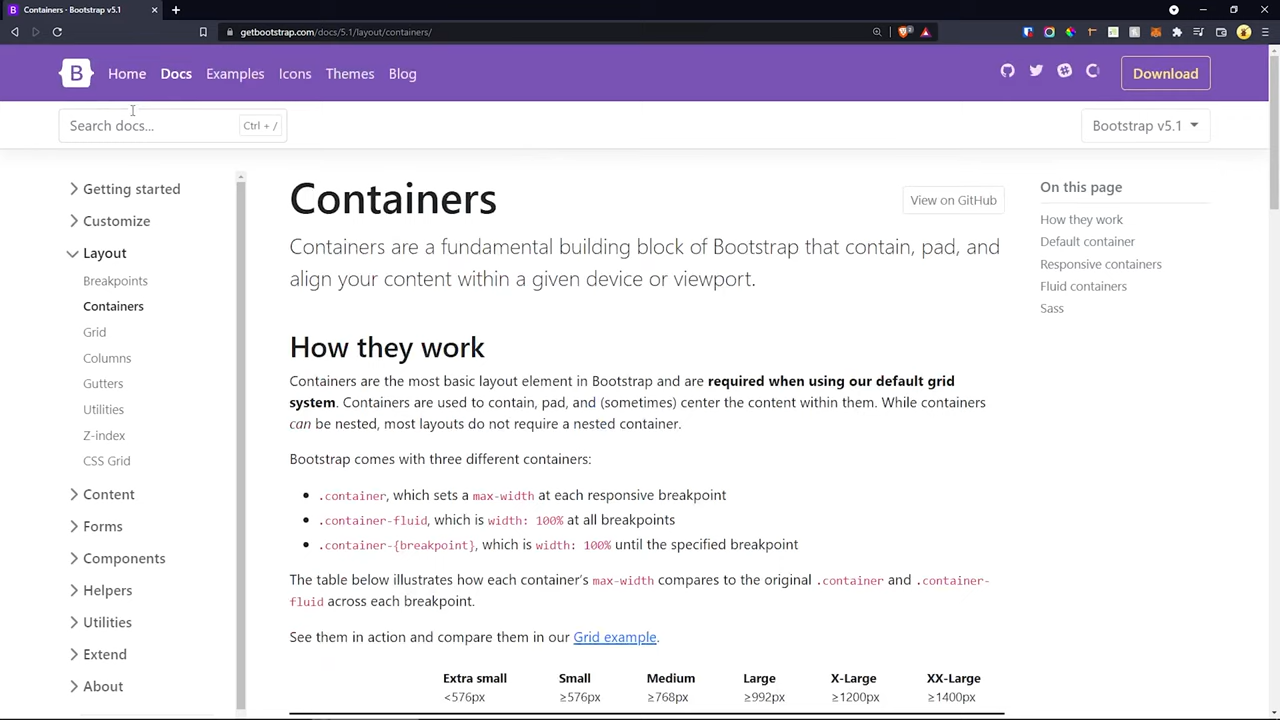 Containers · Bootstrap v5.1
getbootstrap.com/docs/5.1/layout/containers/
B Home Docs Examples Icons Themes Blog Download
Search docs... Ctrl + / Bootstrap v5.1
Getting started
Customize
Layout
Breakpoints
Containers
Grid
Columns
Gutters
Utilities
Z-index
CSS Grid
Content
Forms
Components
Helpers
Utilities
Extend
About
Containers
View on GitHub
Containers are a fundamental building block of Bootstrap that contain, pad, and
align your content within a given device or viewport.
How they work
Containers are the most basic layout element in Bootstrap and are required when using our default grid
system. Containers are used to contain, pad, and (sometimes) center the content within them. While containers
can be nested, most layouts do not require a nested container.
Bootstrap comes with three different containers:
.container, which sets a max-width at each responsive breakpoint
.container-fluid, which is width: 100% at all breakpoints
.container-{breakpoint}, which is width: 100% until the specified breakpoint
The table below illustrates how each container's max-width compares to the original .container and .container-
fluid across each breakpoint.
See them in action and compare them in our Grid example.
Extra small Small Medium Large X-Large XX-Large
<576px ≥576px ≥768px ≥992px ≥1200px ≥1400px
On this page
How they work
Default container
Responsive containers
Fluid containers
Sass